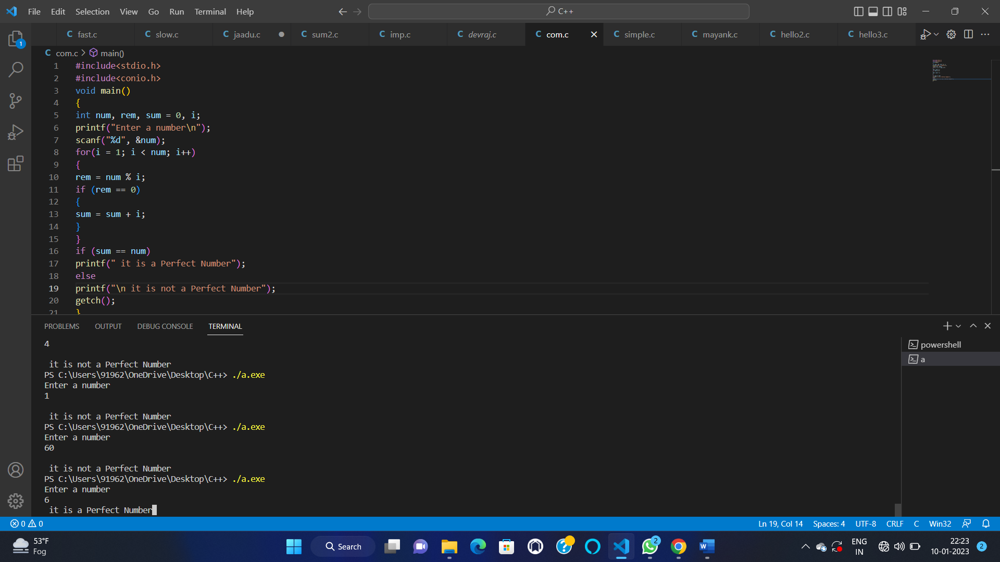 File Edit Selection View Go Run Terminal Help
C++
C fast.c C slow.c C jaadu.c C sum2.c C imp.c C devraj.c C com.c C simple.c C mayank.c C hello2.c C hello3.c
1
C com.c > main()
1 #include<stdio.h>
2 #include<conio.h>
3 void main()
4 {
5 int num, rem, sum = 0, i;
6 printf("Enter a number\n");
7 scanf("%d", &num);
8 for(i = 1; i < num; i++)
9 {
10 rem = num % i;
11 if (rem == 0)
12 {
13 sum = sum + i;
14 }
15 }
16 if (sum == num)
17 printf(" it is a Perfect Number");
18 else
19 printf("\n it is not a Perfect Number");
20 getch();
21 }
PROBLEMS OUTPUT DEBUG CONSOLE TERMINAL
powershell
a
4
it is not a Perfect Number
PS C:\Users\91962\OneDrive\Desktop\C++> ./a.exe
Enter a number
1
it is not a Perfect Number
PS C:\Users\91962\OneDrive\Desktop\C++> ./a.exe
Enter a number
60
it is not a Perfect Number
PS C:\Users\91962\OneDrive\Desktop\C++> ./a.exe
Enter a number
6
it is a Perfect Number
0 0 Ln 19, Col 14 Spaces: 4 UTF-8 CRLF C Win32
53°F
Fog
Search
2
ENG
IN
22:23
10-01-2023
2